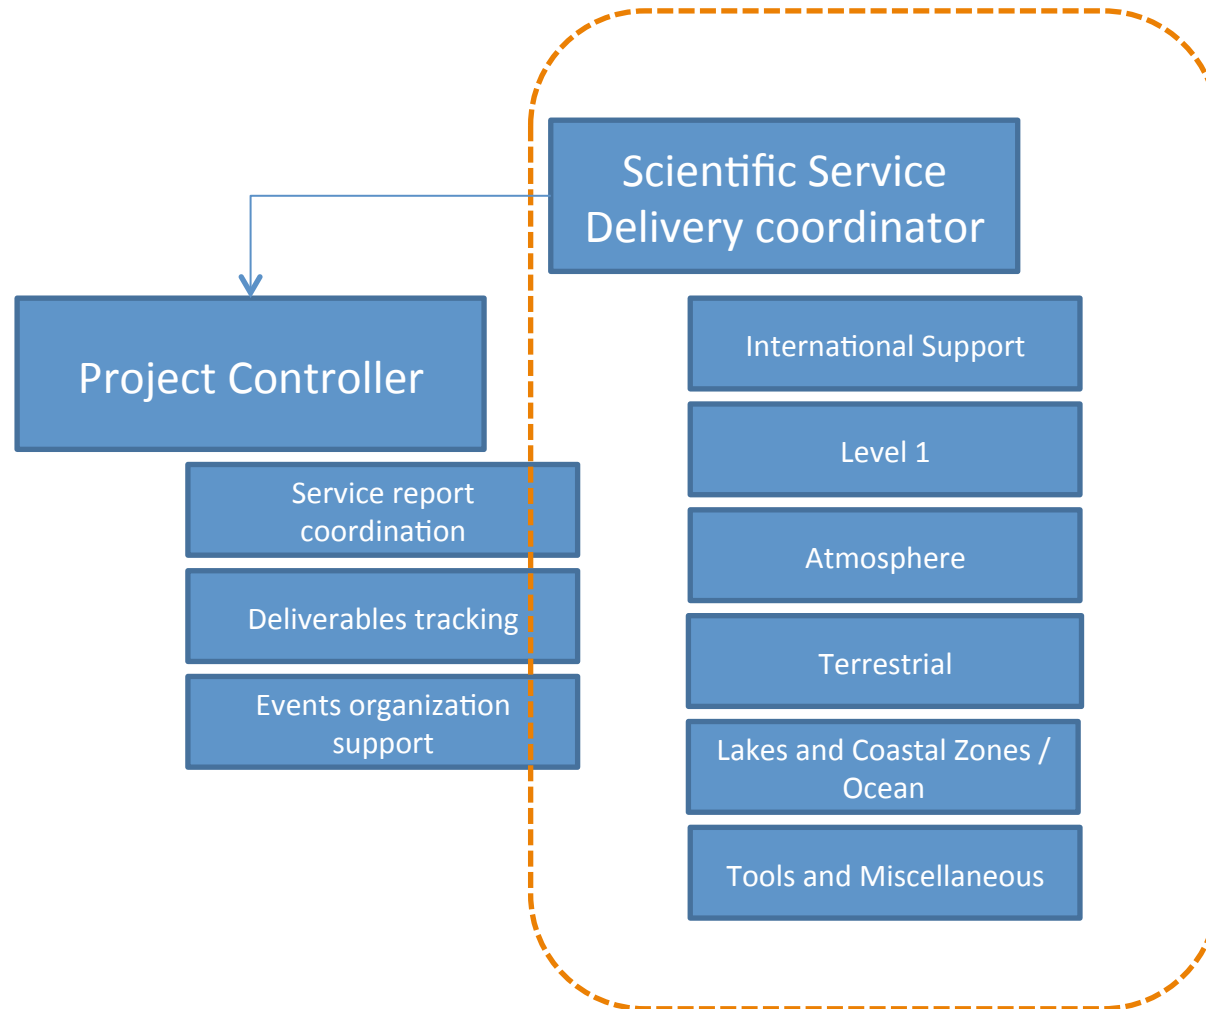 Scientific Service
Delivery coordinator
Project Controller
Service report
coordination
Deliverables tracking
Events organization
support
International Support
Level 1
Atmosphere
Terrestrial
Lakes and Coastal Zones /
Ocean
Tools and Miscellaneous